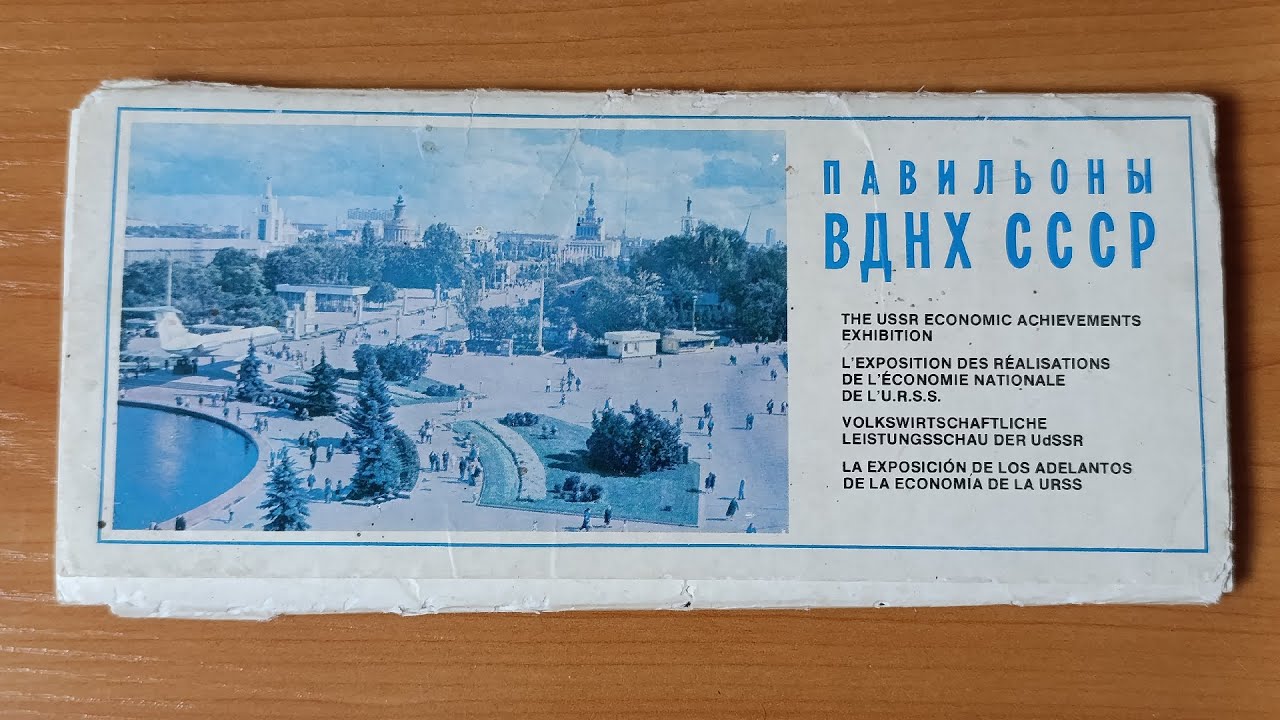 ПАВИЛЬОНЫ
ВДНХ СССР
THE USSR ECONOMIC ACHIEVEMENTS
EXHIBITION
L'EXPOSITION DES RÉALISATIONS
DE L'ÉCONOMIE NATIONALE
DE L'U.R.S.S.
VOLKSWIRTSCHAFTLICHE
LEISTUNGSSCHAU DER UdSSR
LA EXPOSICIÓN DE LOS ADELANTOS
DE LA ECONOMÍA DE LA URSS